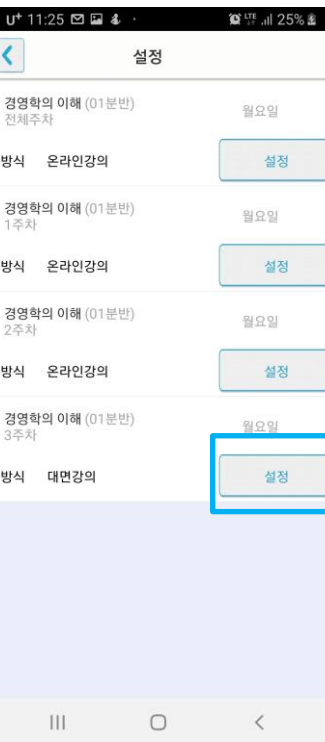 U+ 11:25 LTE 25%
설정
경영학의 이해 (01분반) 월요일
전체주차
방식 온라인강의 설정
경영학의 이해 (01분반) 월요일
1주차
방식 온라인강의 설정
경영학의 이해 (01분반) 월요일
2주차
방식 온라인강의 설정
경영학의 이해 (01분반) 월요일
3주차
방식 대면강의 설정